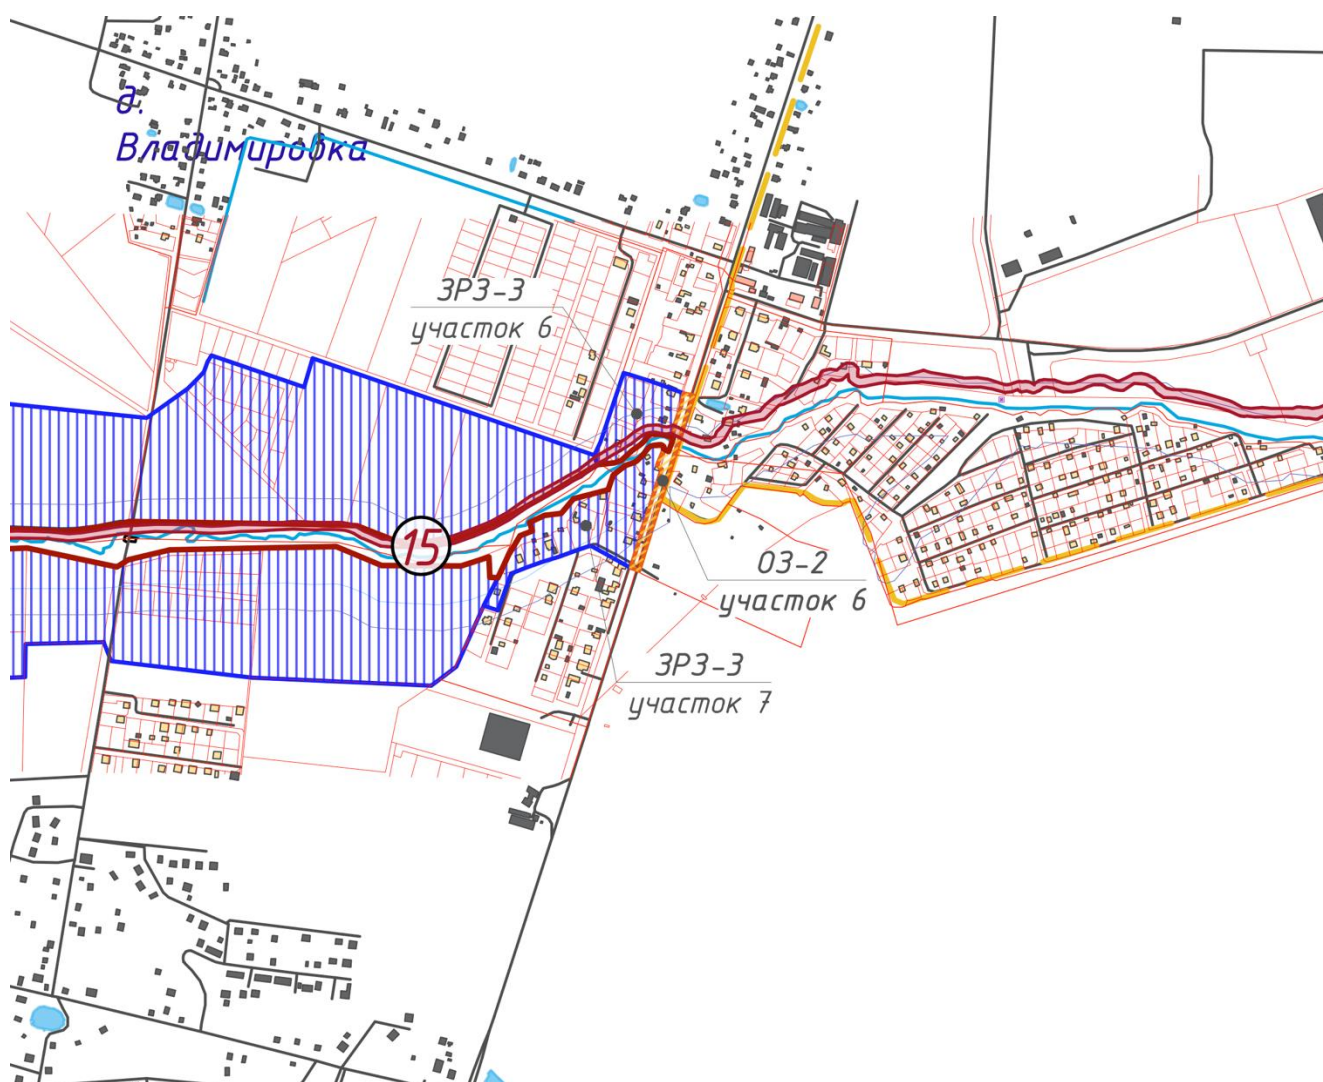 д.
Владимировка
ЗРЗ-3
участок 6
15
ОЗ-2
участок 6
ЗРЗ-3
участок 7